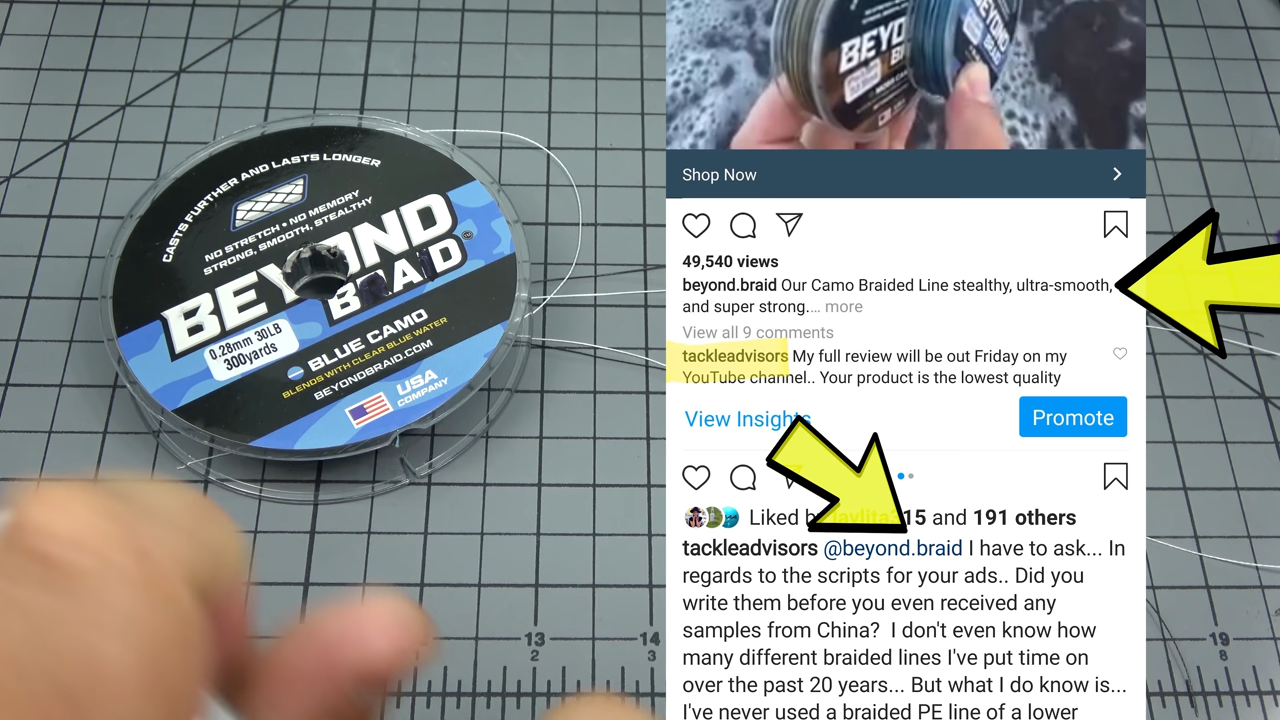 CASTS FURTHER AND LASTS LONGER
NO STRETCH • NO MEMORY
STRONG, SMOOTH, STEALTHY
BEYOND
BRAID
0.28mm 30LB
300yards
BLUE CAMO
BLENDS WITH CLEAR BLUE WATER
BEYONDBRAID.COM
USA
COMPANY
13
2
14
3
19
8
BEYO
BEYOND
Shop Now
49,540 views
beyond.braid Our Camo Braided Line stealthy, ultra-smooth,
and super strong.... more
View all 9 comments
tackleadvisors My full review will be out Friday on my
YouTube channel.. Your product is the lowest quality
View Insights
Promote
Liked by 15 and 191 others
tackleadvisors @beyond.braid I have to ask... In
regards to the scripts for your ads.. Did you
write them before you even received any
samples from China? I don't even know how
many different braided lines I've put time on
over the past 20 years... But what I do know is...
I've never used a braided PE line of a lower